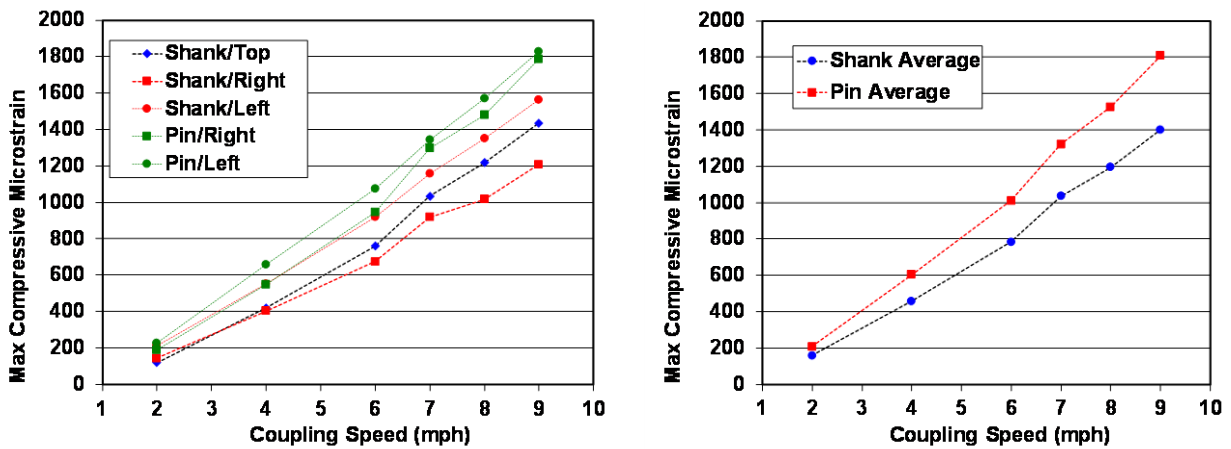 Max Compressive Microstrain
2000
1800
1600
1400
1200
1000
800
600
400
200
0
Shank/Top
Shank/Right
Shank/Left
Pin/Right
Pin/Left
1 2 3 4 5 6 7 8 9 10
Coupling Speed (mph)
Max Compressive Microstrain
2000
1800
1600
1400
1200
1000
800
600
400
200
0
Shank Average
Pin Average
1 2 3 4 5 6 7 8 9 10
Coupling Speed (mph)